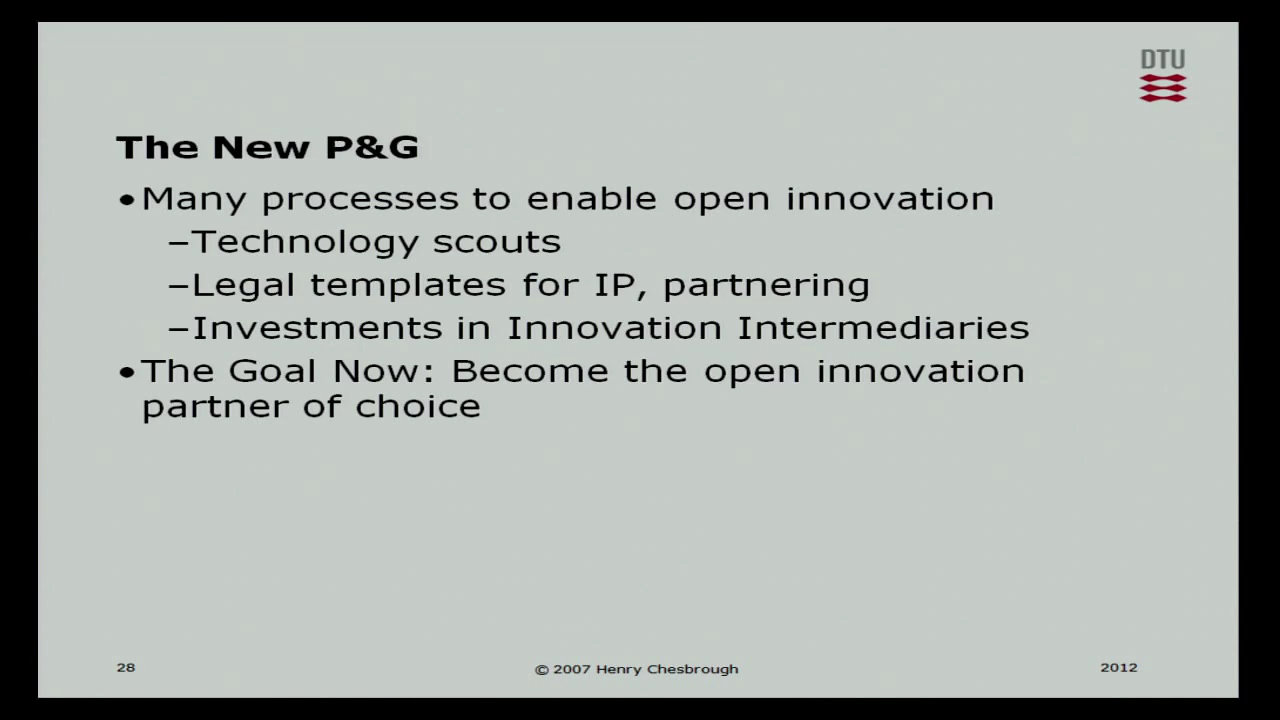 DTU
The New P&G
•Many processes to enable open innovation
–Technology scouts
–Legal templates for IP, partnering
–Investments in Innovation Intermediaries
•The Goal Now: Become the open innovation
partner of choice
28
© 2007 Henry Chesbrough
2012